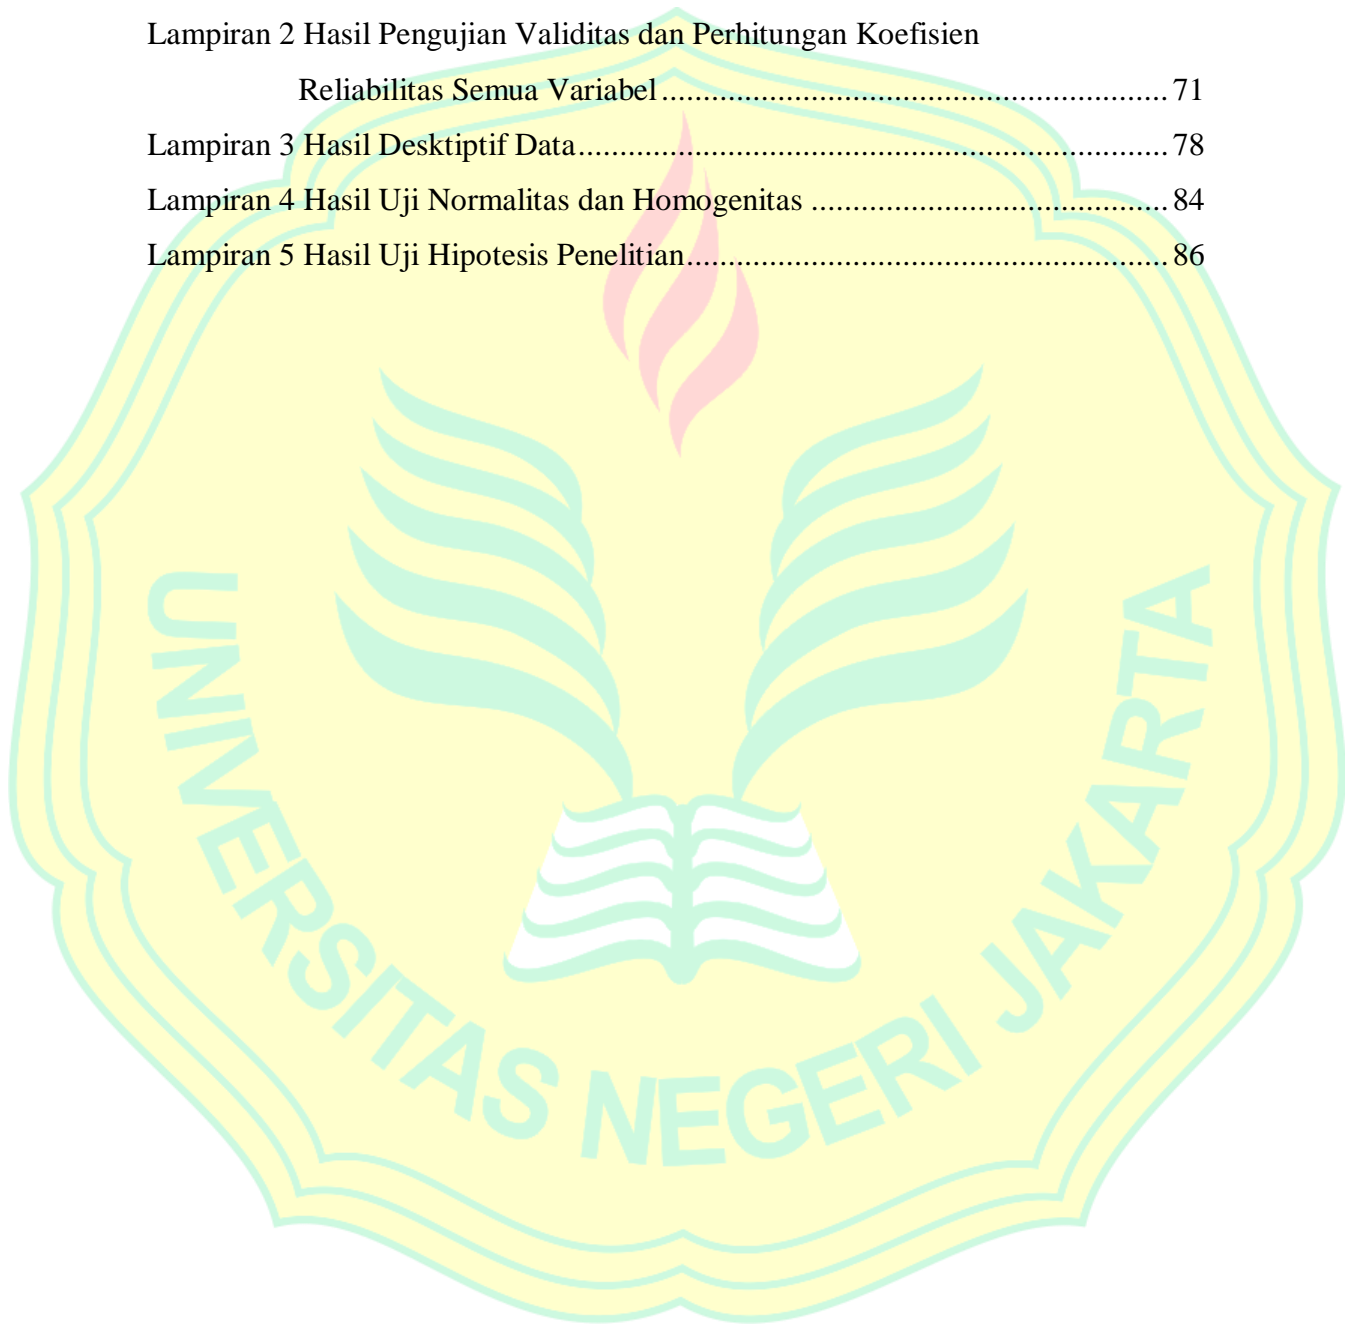 Lampiran 2 Hasil Pengujian Validitas dan Perhitungan Koefisien
Reliabilitas Semua Variabel............................................................. 71
Lampiran 3 Hasil Desktiptif Data....................................................................... 78
Lampiran 4 Hasil Uji Normalitas dan Homogenitas ........................................... 84
Lampiran 5 Hasil Uji Hipotesis Penelitian.......................................................... 86
UNIVERSITAS NEGERI JAKARTA